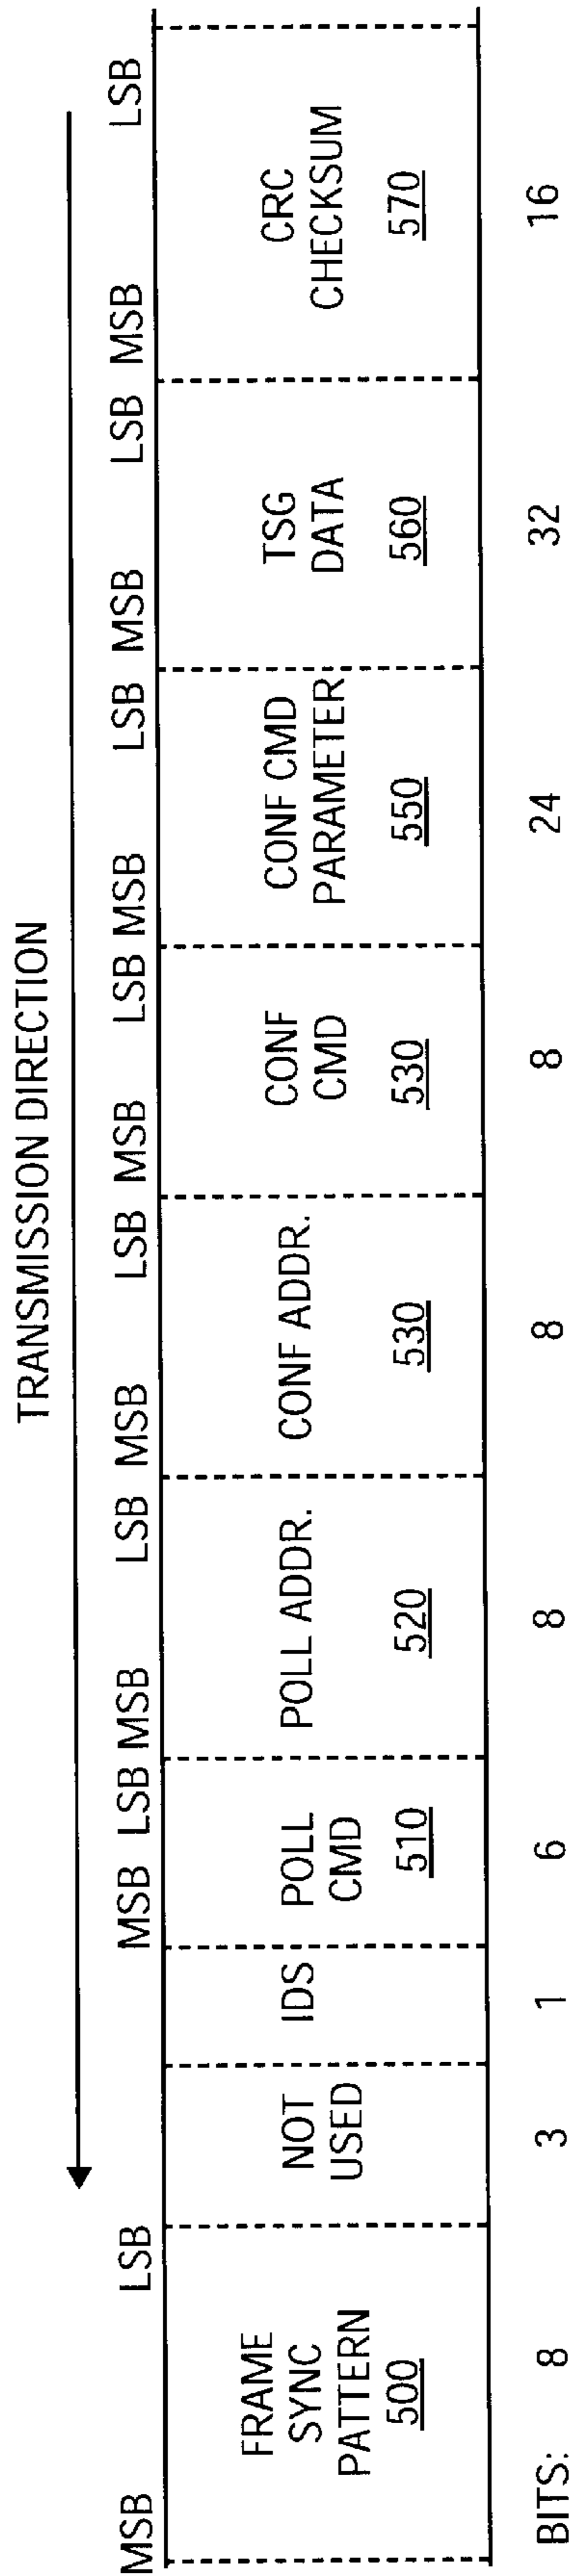 TRANSMISSION DIRECTION
MSB LSB MSB LSB MSB LSB MSB LSB MSB LSB MSB LSB MSB LSB MSB LSB
FRAME
SYNC
PATTERN
500
NOT
USED
IDS
POLL
CMD
510
POLL ADDR.
520
CONF ADDR.
530
CONF
CMD
530
CONF CMD
PARAMETER
550
TSG
DATA
560
CRC
CHECKSUM
570
BITS: 8 3 1 6 8 8 8 24 32 16